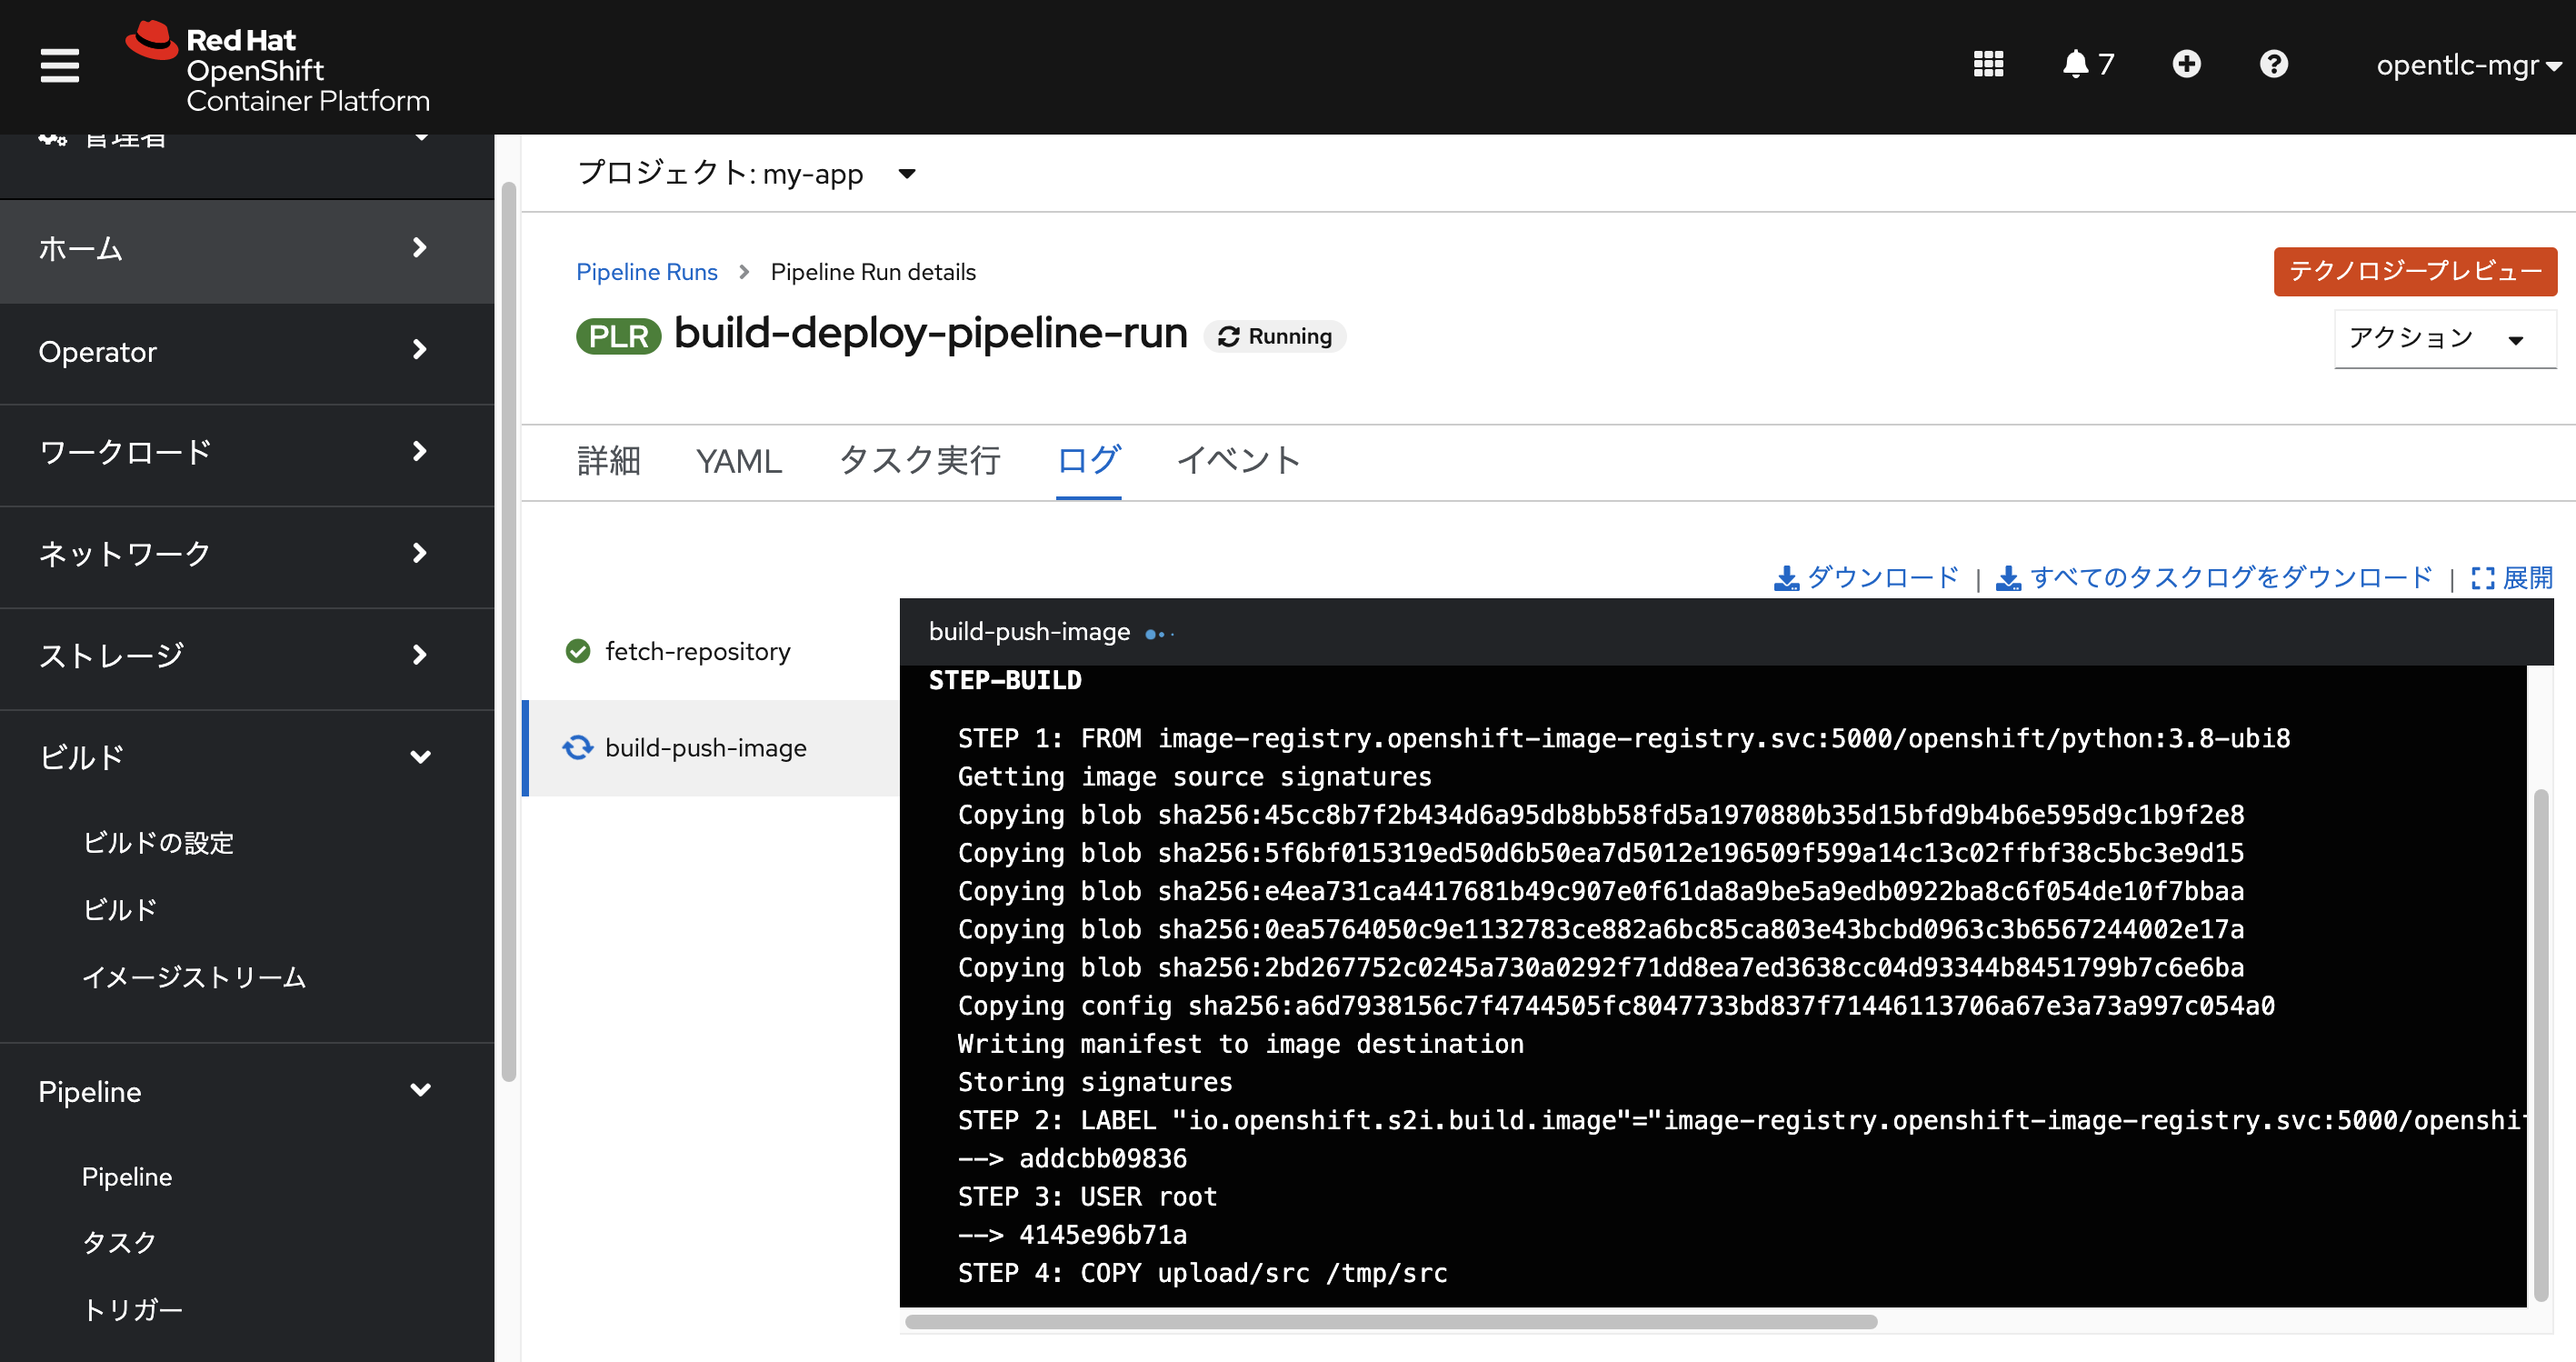 Red Hat
OpenShift
Container Platform
7
opentlc-mgr
管理者
ホーム
Operator
ワークロード
ネットワーク
ストレージ
ビルド
ビルドの設定
ビルド
イメージストリーム
Pipeline
Pipeline
タスク
トリガー
プロジェクト: my-app
Pipeline Runs > Pipeline Run details
テクノロジープレビュー
PLR build-deploy-pipeline-run Running
アクション
詳細 YAML タスク実行 ログ イベント
ダウンロード | すべてのタスクログをダウンロード | 展開
fetch-repository
build-push-image
build-push-image
STEP-BUILD
STEP 1: FROM image-registry.openshift-image-registry.svc:5000/openshift/python:3.8-ubi8
Getting image source signatures
Copying blob sha256:45cc8b7f2b434d6a95db8bb58fd5a1970880b35d15bfd9b4b6e595d9c1b9f2e8
Copying blob sha256:5f6bf015319ed50d6b50ea7d5012e196509f599a14c13c02ffbf38c5bc3e9d15
Copying blob sha256:e4ea731ca4417681b49c907e0f61da8a9be5a9edb0922ba8c6f054de10f7bbaa
Copying blob sha256:0ea5764050c9e1132783ce882a6bc85ca803e43bcbd0963c3b6567244002e17a
Copying blob sha256:2bd267752c0245a730a0292f71dd8ea7ed3638cc04d93344b8451799b7c6e6ba
Copying config sha256:a6d7938156c7f4744505fc8047733bd837f71446113706a67e3a73a997c054a0
Writing manifest to image destination
Storing signatures
STEP 2: LABEL "io.openshift.s2i.build.image"="image-registry.openshift-image-registry.svc:5000/openshif
--> addcbb09836
STEP 3: USER root
--> 4145e96b71a
STEP 4: COPY upload/src /tmp/src